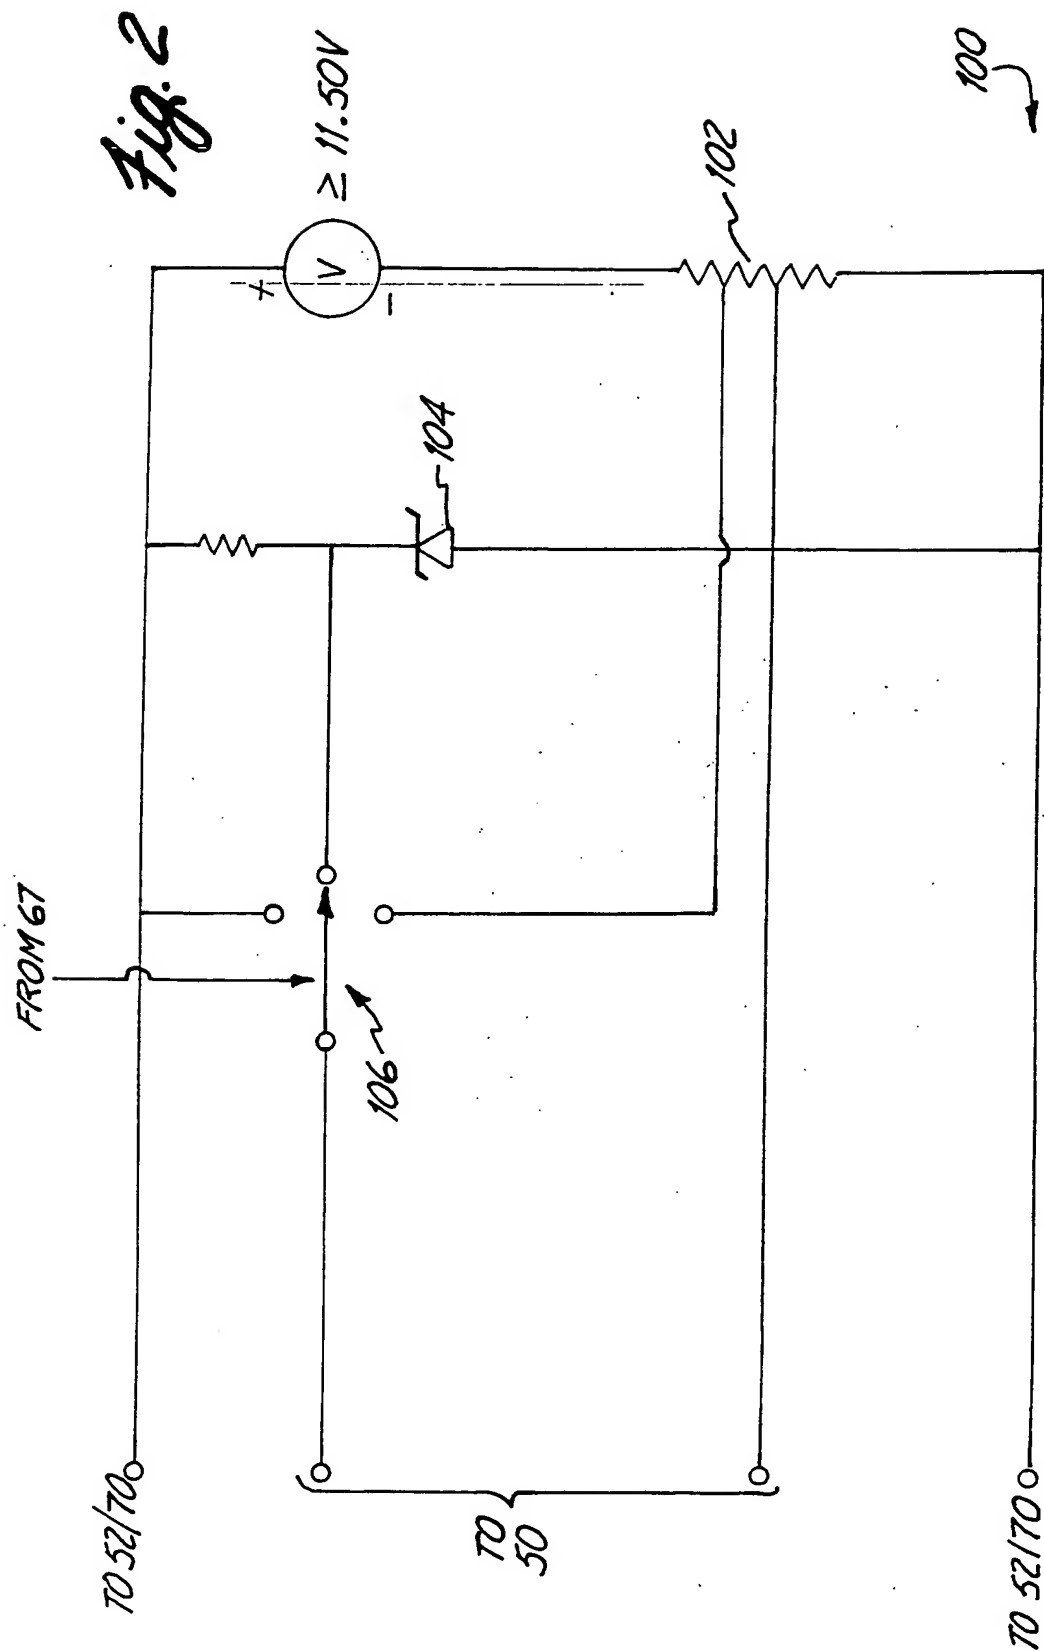 Fig. 2
≥ 11.50V
+
V
-
102
100
104
FROM 67
106
TO 52/70
TO
50
TO 52/70